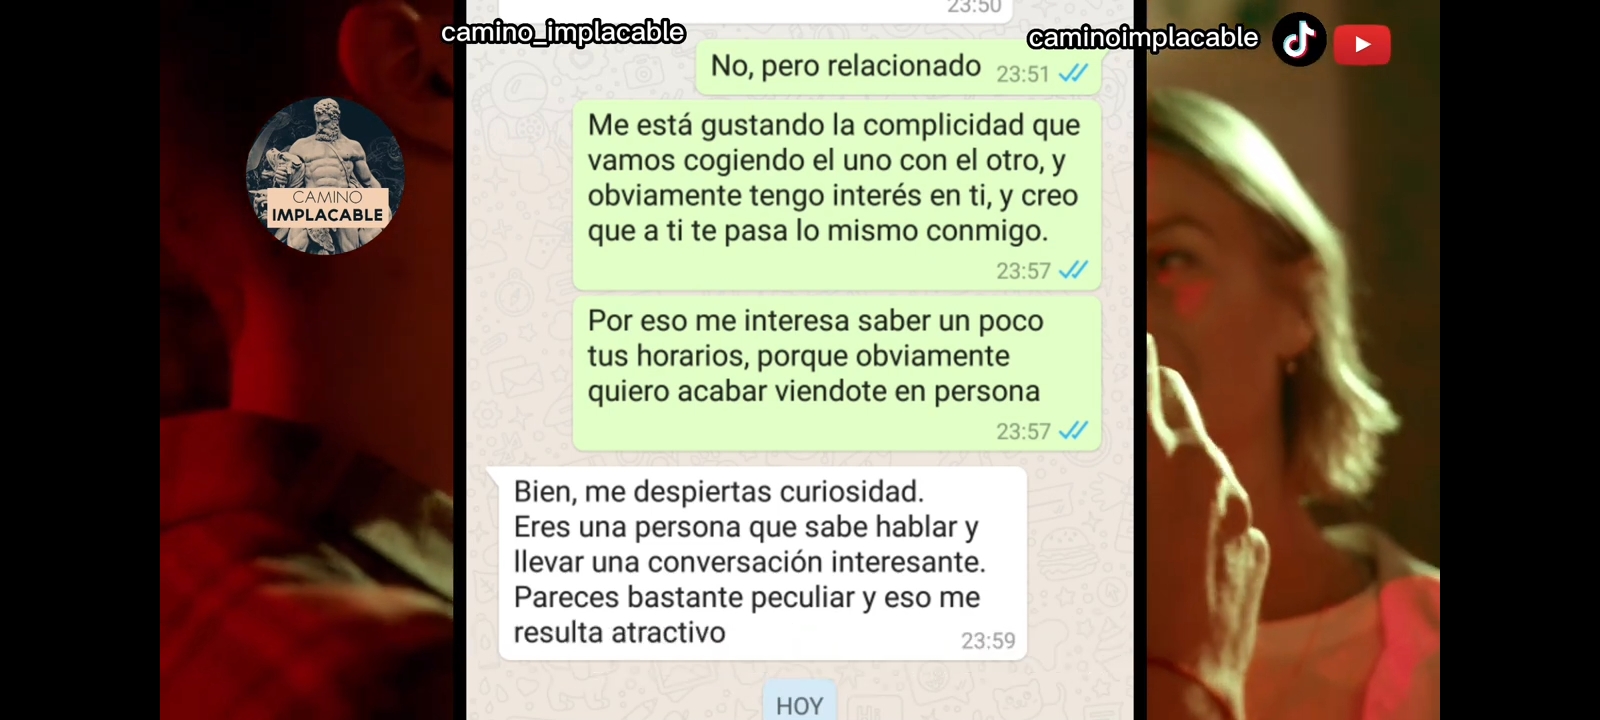 23:50
camino_implacable
caminoimplacable
No, pero relacionado 23:51
CAMINO
IMPLACABLE
Me está gustando la complicidad que
vamos cogiendo el uno con el otro, y
obviamente tengo interés en ti, y creo
que a ti te pasa lo mismo conmigo.
23:57
Por eso me interesa saber un poco
tus horarios, porque obviamente
quiero acabar viendote en persona
23:57
Bien, me despiertas curiosidad.
Eres una persona que sabe hablar y
llevar una conversación interesante.
Pareces bastante peculiar y eso me
resulta atractivo 23:59
HOY